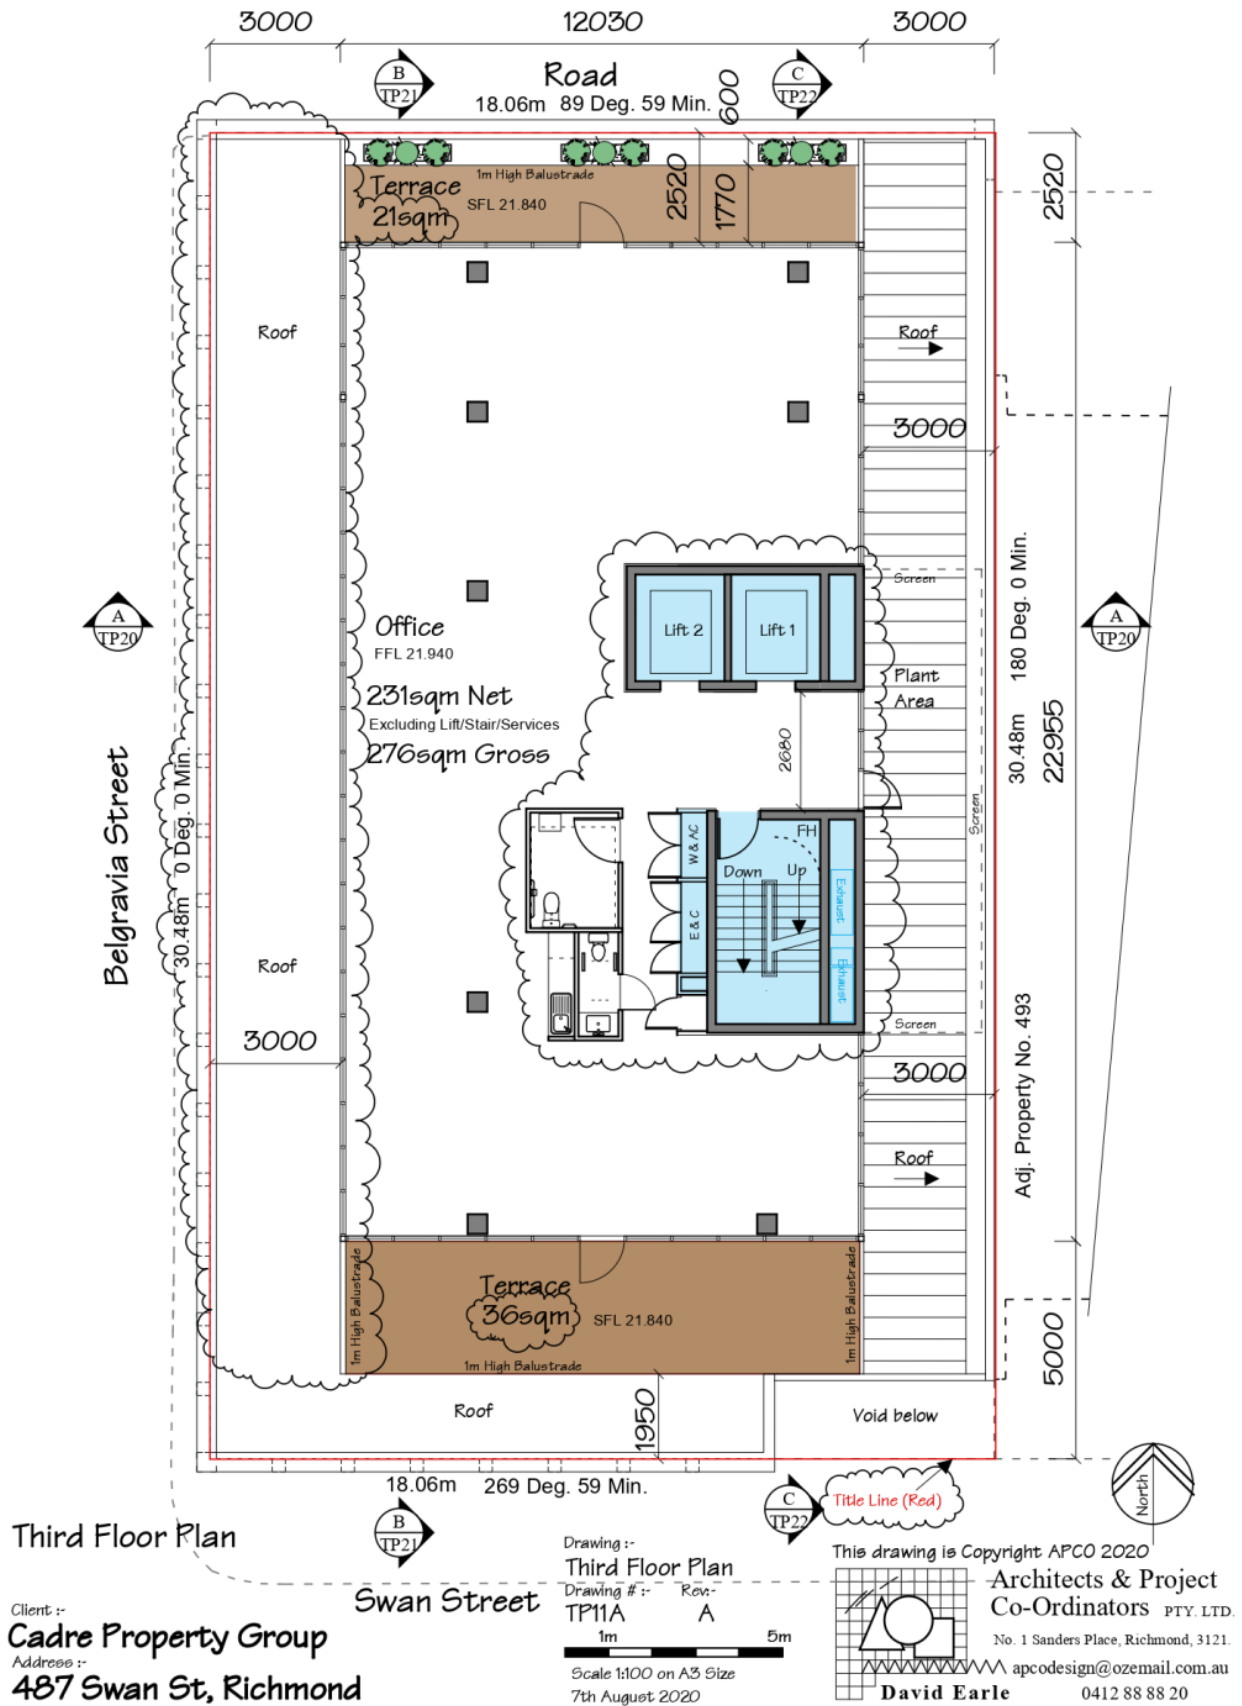 3000
12030
3000
B
TP21
Road
C
TP22
18.06m 89 Deg. 59 Min.
600
1m High Balustrade
Terrace
21sqm
SFL 21.840
2520
1770
2520
Roof
Roof
3000
180 Deg. 0 Min.
30.48m
22955
Screen
Lift 2
Lift 1
A
TP20
A
TP20
Office
FFL 21.940
231sqm Net
Excluding Lift/Stair/Services
276sqm Gross
Plant
Area
2680
Belgravia Street
30.48m 0 Deg. 0 Min.
Screen
W & AC
FH
Down
Up
Exhaust
E & C
Exhaust
Roof
Screen
3000
3000
Adj. Property No. 493
Roof
1m High Balustrade
Terrace
36sqm
SFL 21.840
1m High Balustrade
1m High Balustrade
5000
Roof
1950
Void below
18.06m 269 Deg. 59 Min.
Title Line (Red)
North
B
TP21
C
TP22
Third Floor Plan
Swan Street
Client :-
Cadre Property Group
Address :-
487 Swan St, Richmond
Drawing :-
Third Floor Plan
Drawing # :- Rev:-
TP11A A
1m 5m
Scale 1:100 on A3 Size
7th August 2020
This drawing is Copyright APCO 2020
Architects & Project
Co-Ordinators PTY. LTD.
No. 1 Sanders Place, Richmond, 3121.
apcodesign@ozemail.com.au
David Earle 0412 88 88 20